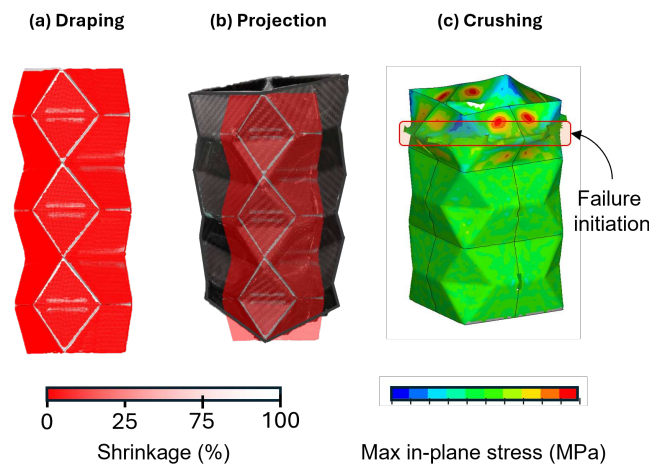 (a) Draping
(b) Projection
(c) Crushing
Failure
initiation
0
25
75
100
Shrinkage (%)
Max in-plane stress (MPa)